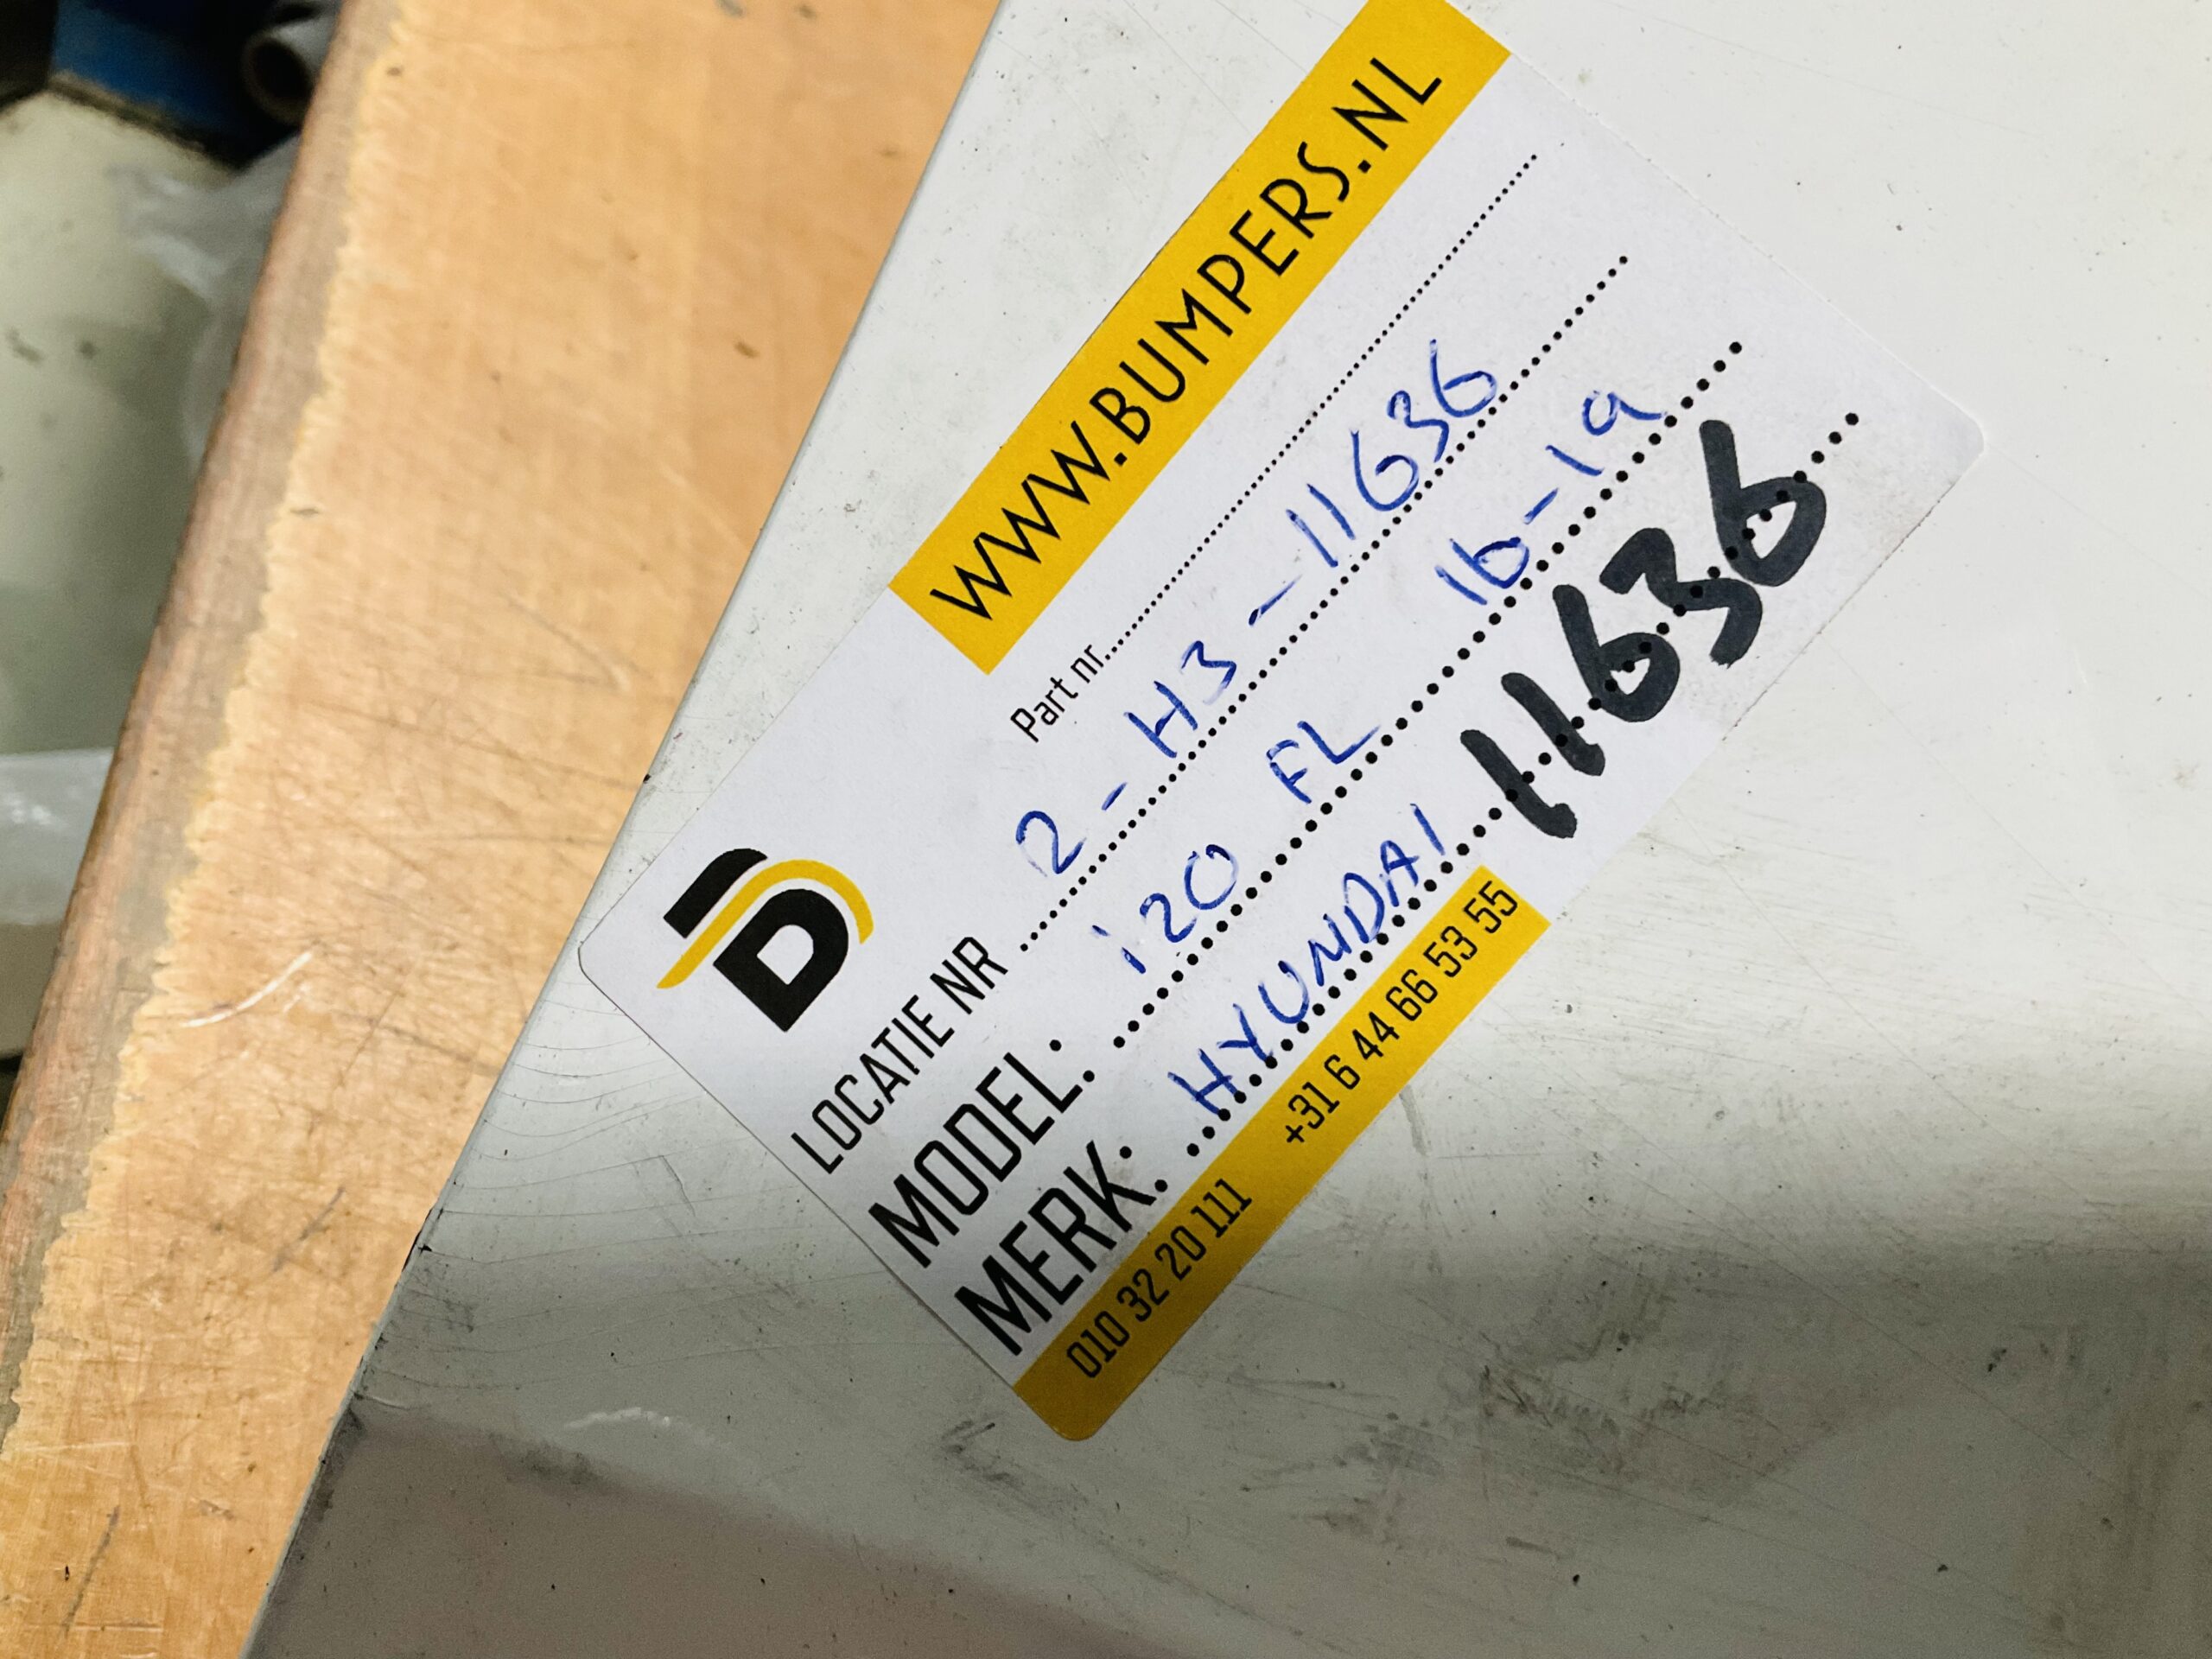 WWW.BUMPERS.NL
Part nr.
LOCATIE NR 2-H3-11636
MODEL: i20 FL 16-19
MERK: HYUNDAI 11636
010 32 20 111 +31 6 44 66 53 55